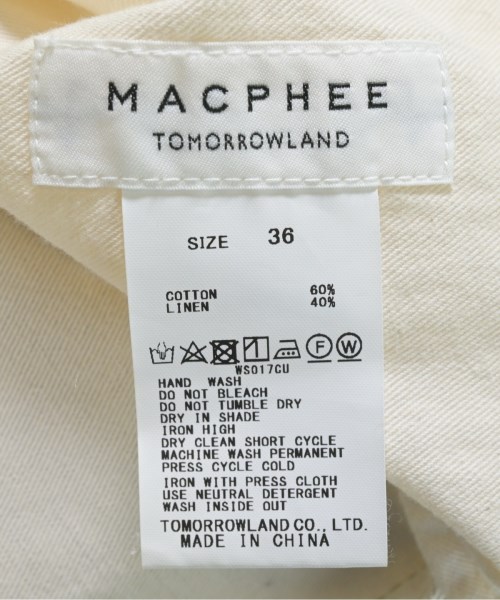 MACPHEE
TOMORROWLAND
SIZE 36
COTTON 60%
LINEN 40%
F W
WS017CU
HAND WASH
DO NOT BLEACH
DO NOT TUMBLE DRY
DRY IN SHADE
IRON HIGH
DRY CLEAN SHORT CYCLE
MACHINE WASH PERMANENT
PRESS CYCLE COLD
IRON WITH PRESS CLOTH
USE NEUTRAL DETERGENT
WASH INSIDE OUT
TOMORROWLAND CO., LTD.
MADE IN CHINA